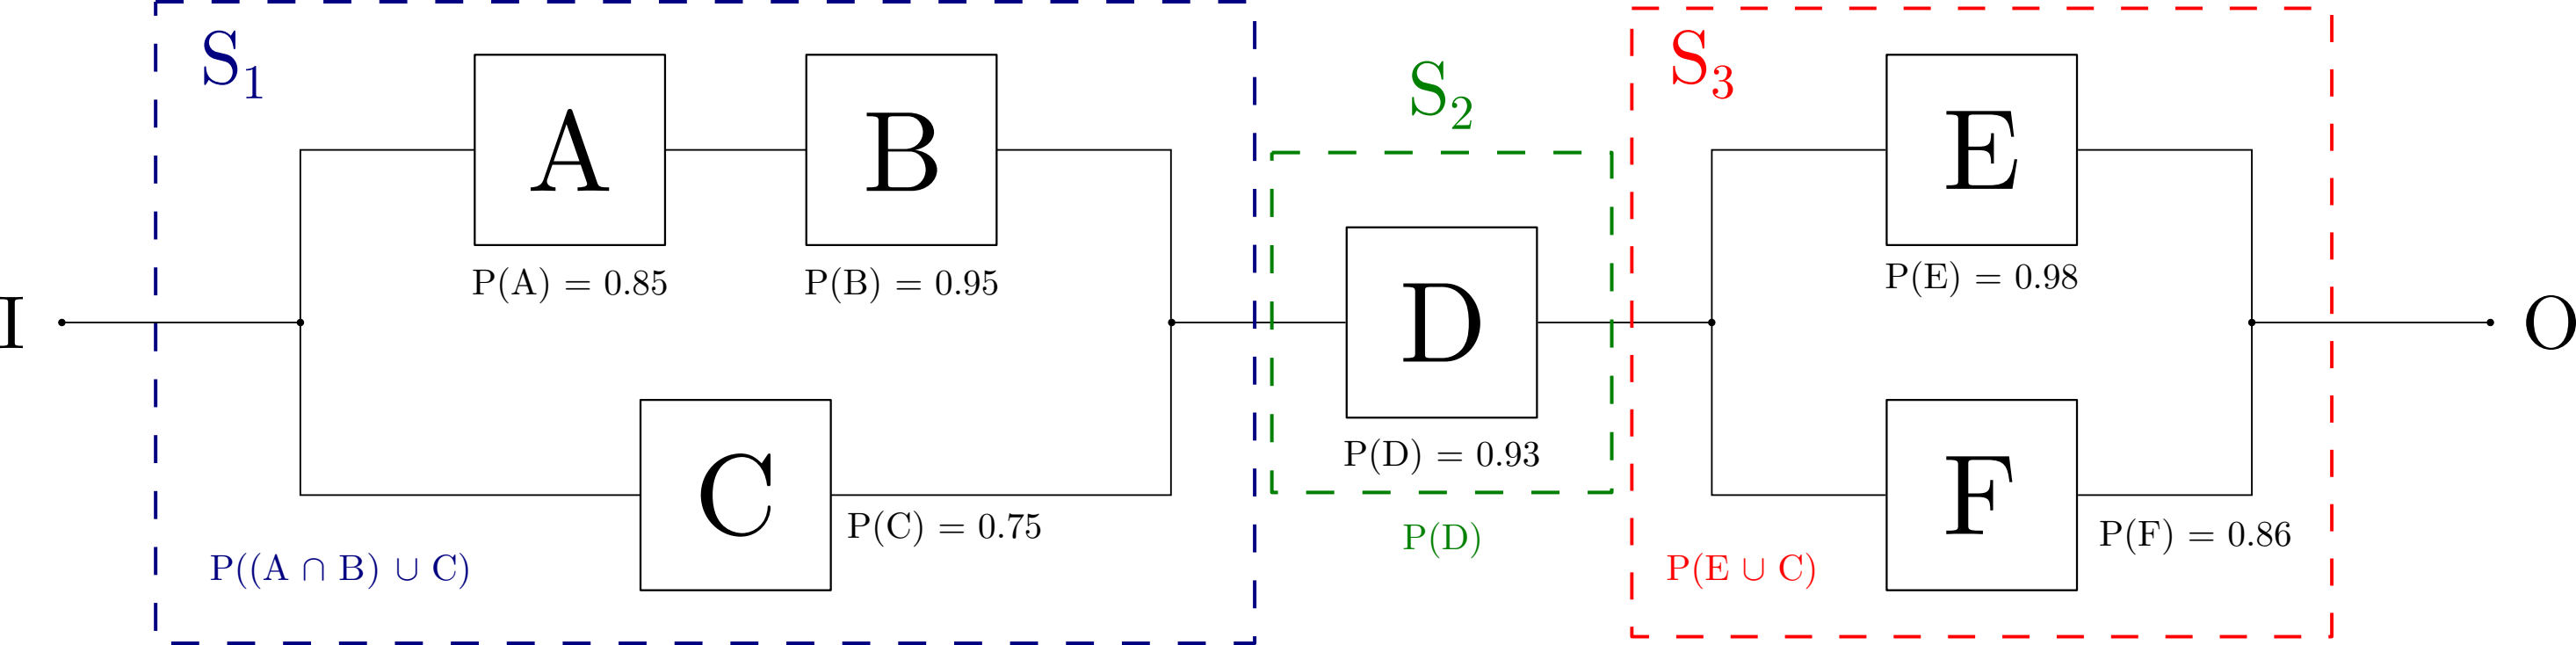 S₁
A
B
P(A) = 0.85
P(B) = 0.95
I
C
P(C) = 0.75
P((A ∩ B) ∪ C)
S₂
D
P(D) = 0.93
P(D)
S₃
E
P(E) = 0.98
F
P(F) = 0.86
P(E ∪ C)
O